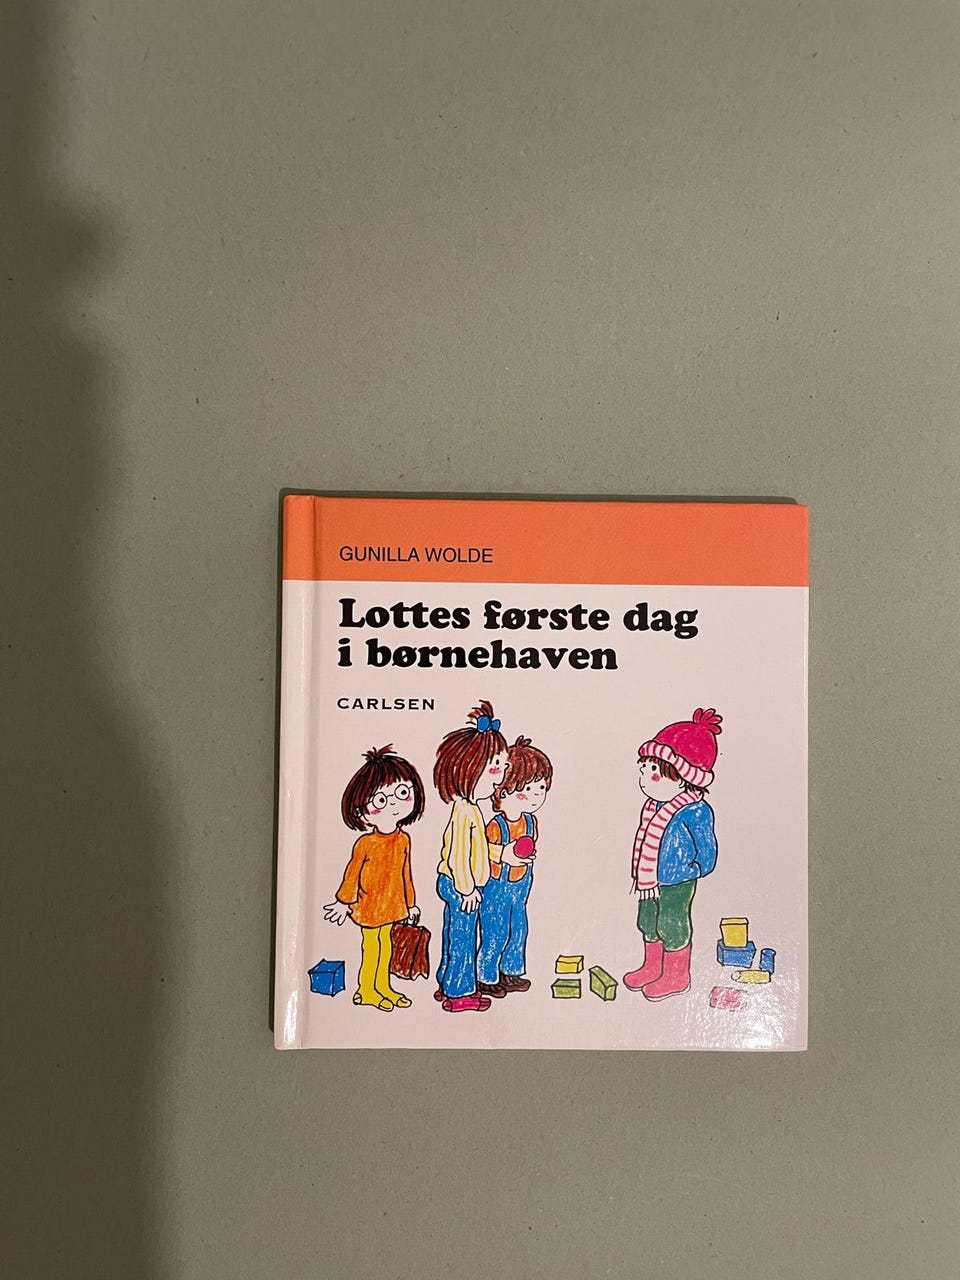 GUNILLA WOLDE
Lottes første dag
i børnehaven
CARLSEN